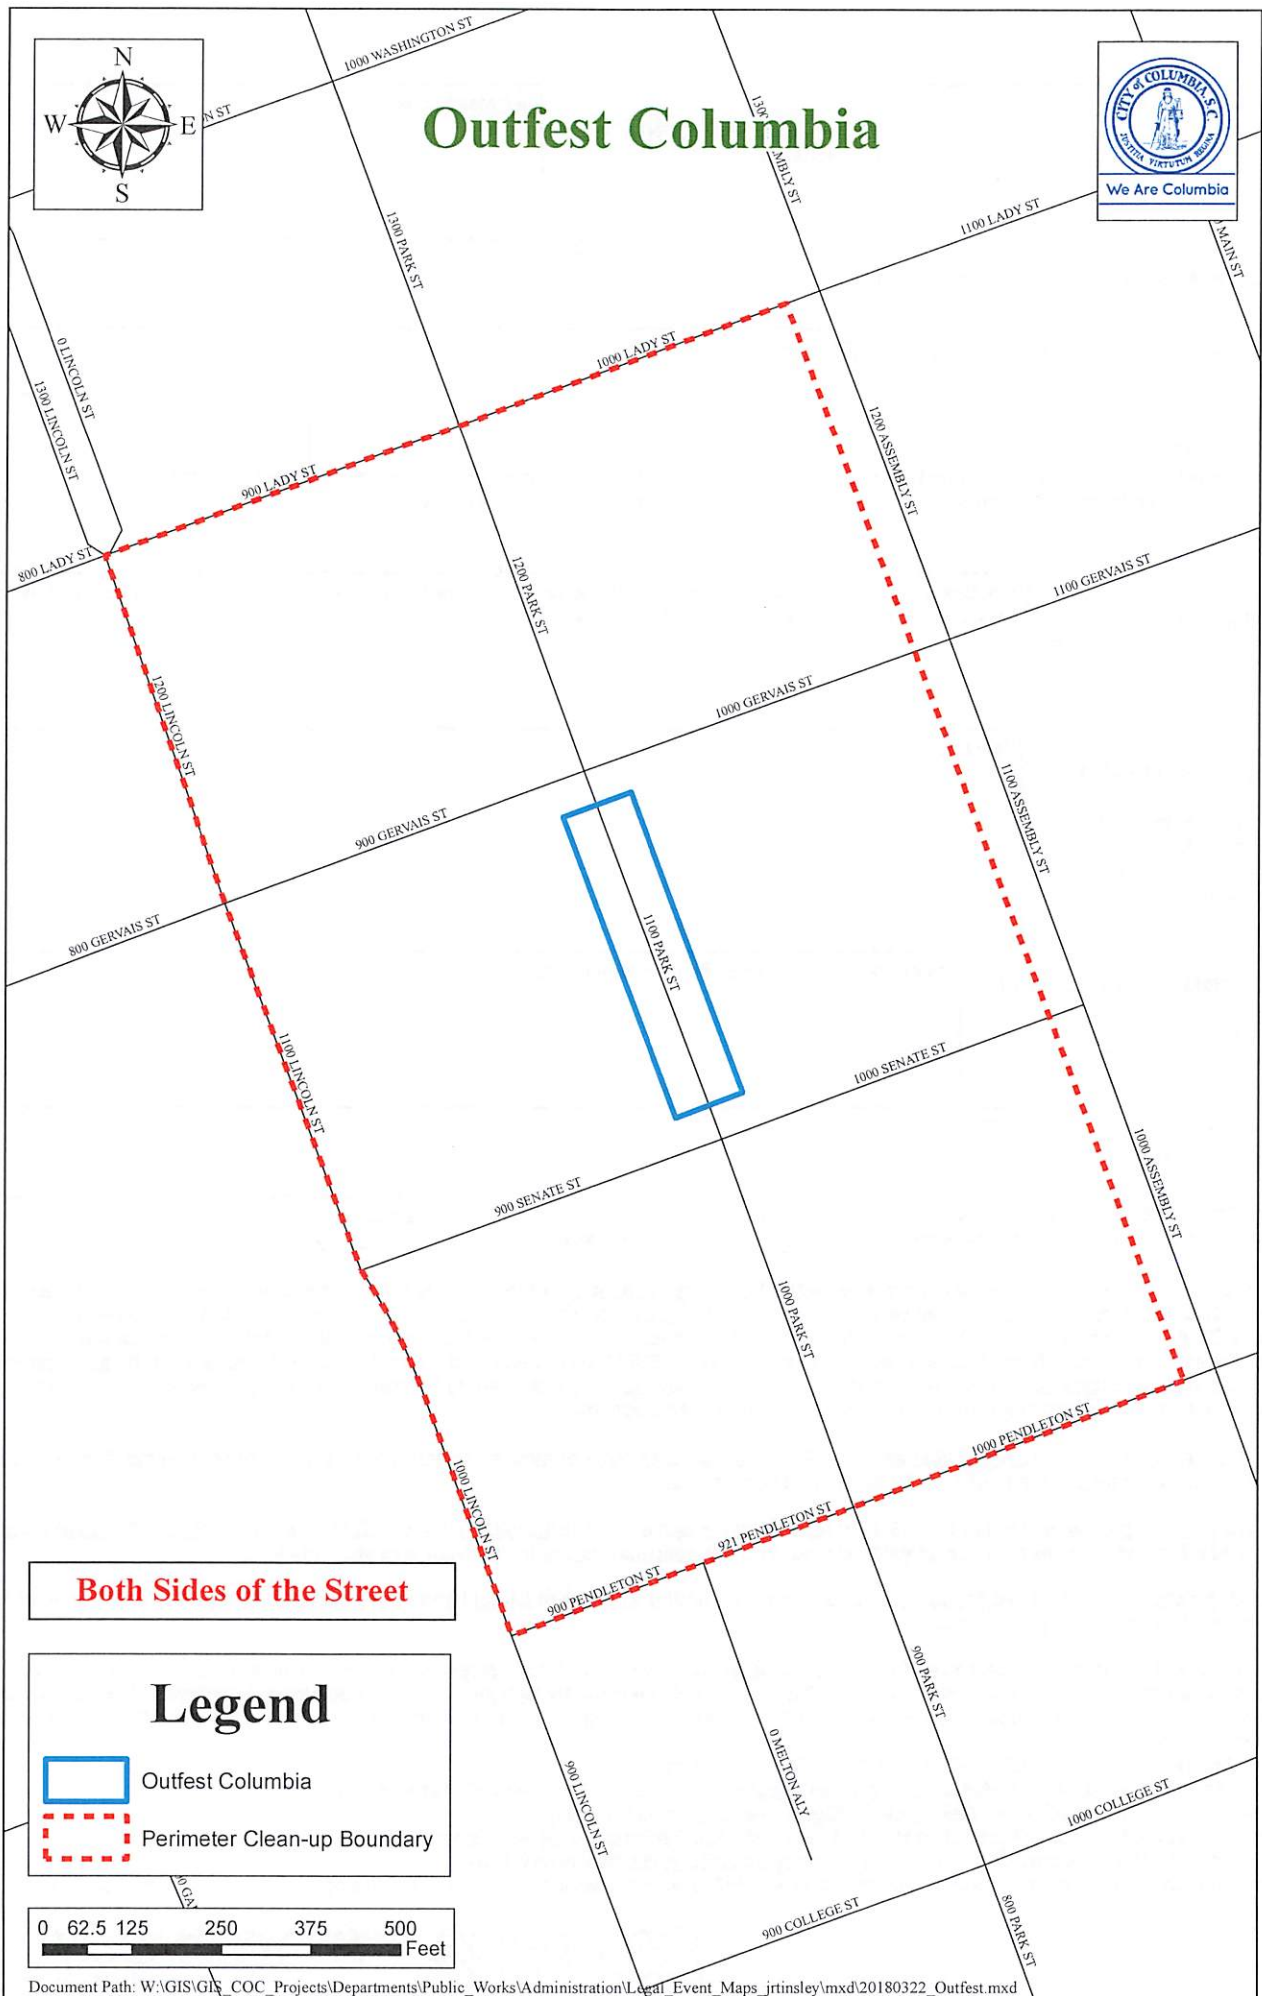 N
W E
S
Outfest Columbia
CITY of COLUMBIA, S.C.
JUSTITIA VIRTUTUM REGINA
We Are Columbia
1000 WASHINGTON ST
N ST
1300 PARK ST
MBLY ST
1100 LADY ST
MAIN ST
0 LINCOLN ST
1300 LINCOLN ST
1000 LADY ST
900 LADY ST
800 LADY ST
1200 ASSEMBLY ST
1200 PARK ST
1100 GERVAIS ST
1200 LINCOLN ST
1000 GERVAIS ST
900 GERVAIS ST
800 GERVAIS ST
1100 ASSEMBLY ST
1100 PARK ST
1100 LINCOLN ST
1000 SENATE ST
900 SENATE ST
1000 ASSEMBLY ST
1000 PARK ST
1000 PENDLETON ST
1000 LINCOLN ST
921 PENDLETON ST
900 PENDLETON ST
Both Sides of the Street
900 PARK ST
Legend
Outfest Columbia
Perimeter Clean-up Boundary
900 LINCOLN ST
0 MELTON ALY
1000 COLLEGE ST
900 COLLEGE ST
800 PARK ST
0 62.5 125 250 375 500
Feet
Document Path: W:\GIS\GIS_COC_Projects\Departments\Public_Works\Administration\Legal_Event_Maps_jrtinsley\mxd\20180322_Outfest.mxd